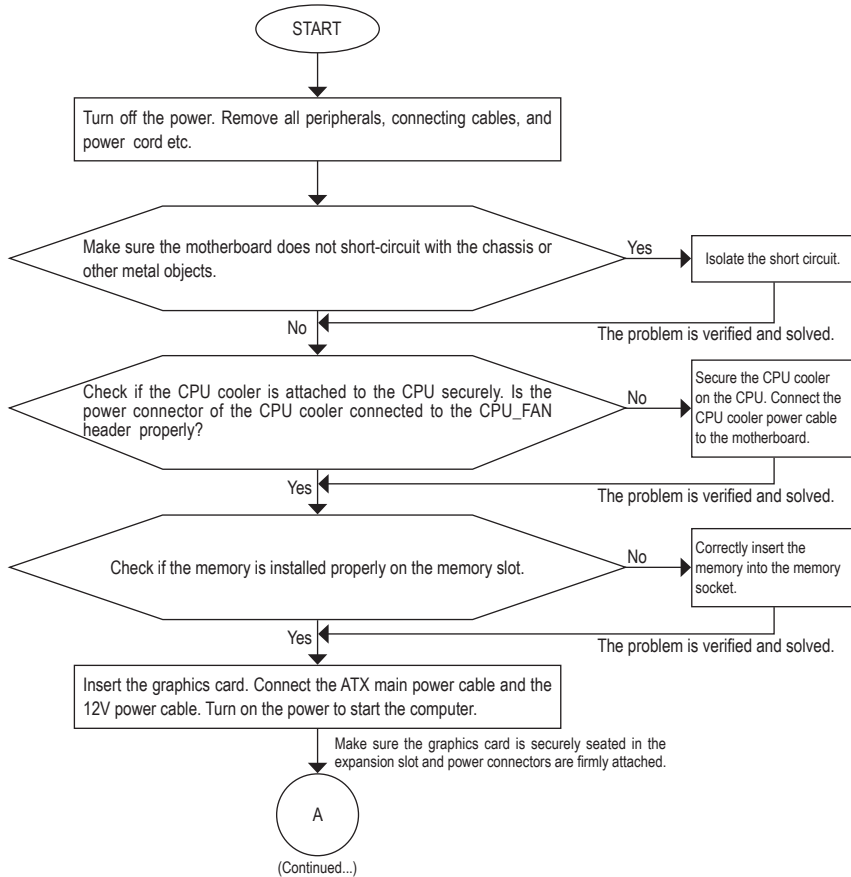 START
Turn off the power. Remove all peripherals, connecting cables, and
power cord etc.
Make sure the motherboard does not short-circuit with the chassis or
other metal objects.
Yes
Isolate the short circuit.
No
The problem is verified and solved.
Check if the CPU cooler is attached to the CPU securely. Is the
power connector of the CPU cooler connected to the CPU_FAN
header properly?
No
Secure the CPU cooler
on the CPU. Connect the
CPU cooler power cable
to the motherboard.
Yes
The problem is verified and solved.
Check if the memory is installed properly on the memory slot.
No
Correctly insert the
memory into the memory
socket.
Yes
The problem is verified and solved.
Insert the graphics card. Connect the ATX main power cable and the
12V power cable. Turn on the power to start the computer.
Make sure the graphics card is securely seated in the
expansion slot and power connectors are firmly attached.
A
(Continued...)